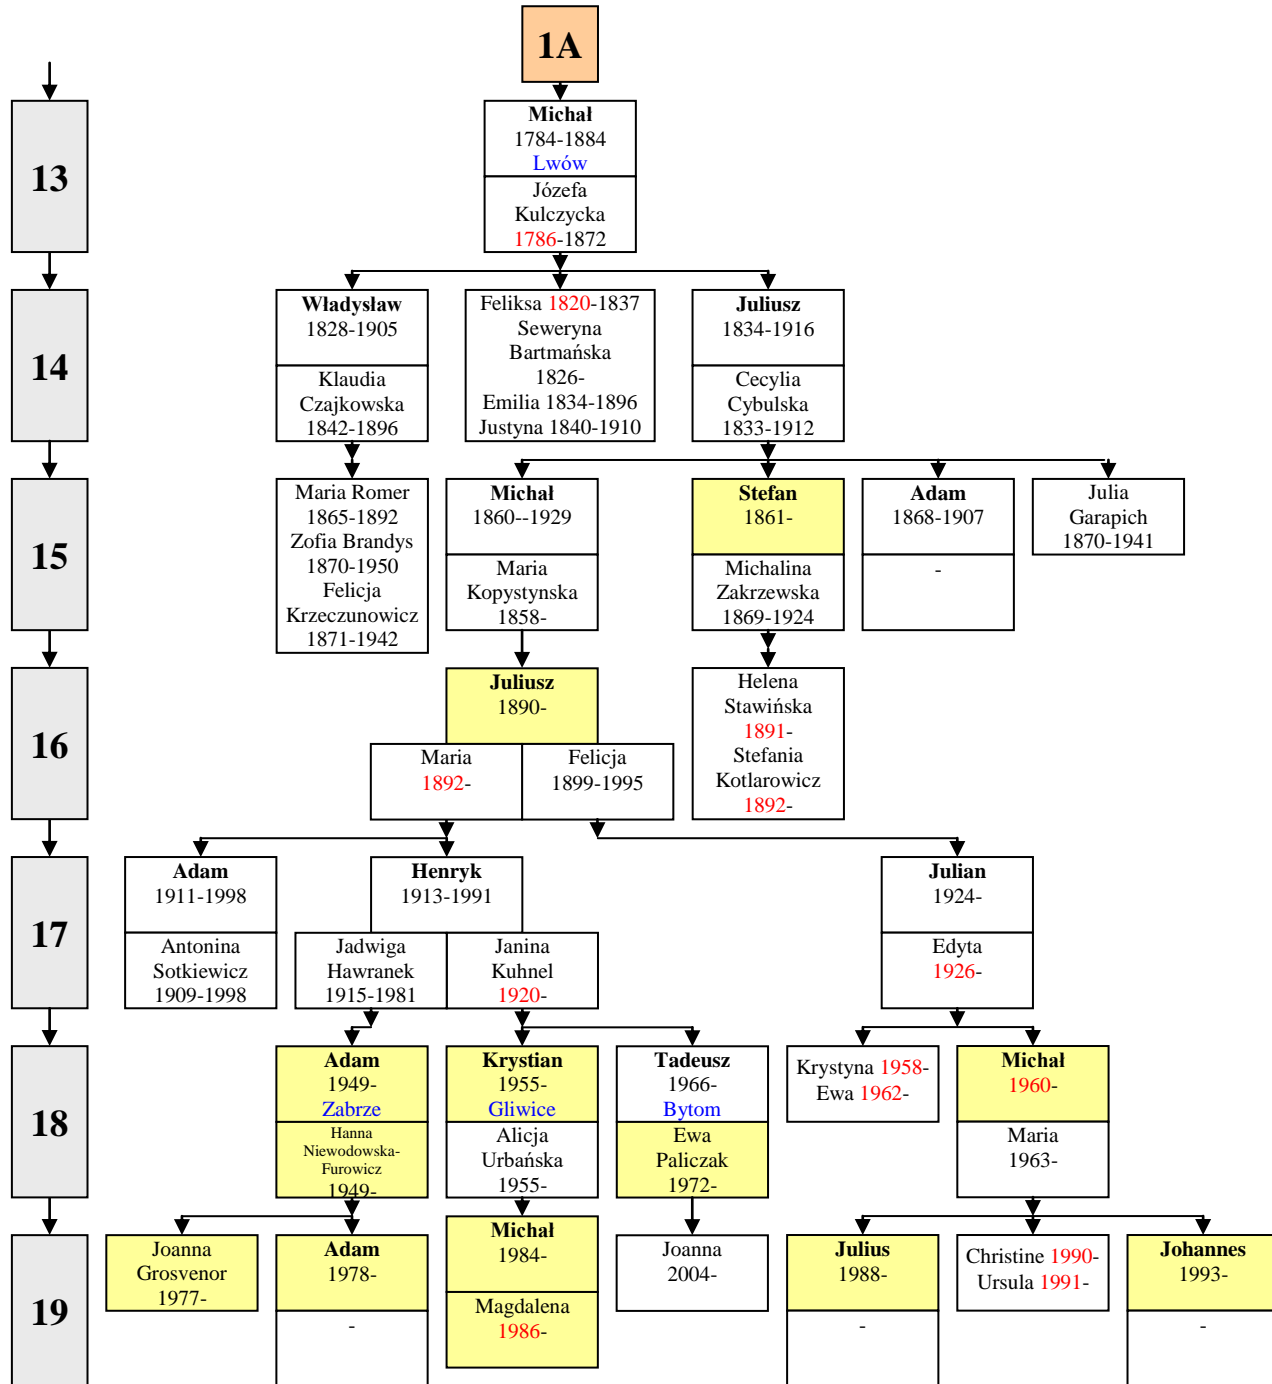 1A
13
Michał
1784-1884
Lwów
Józefa
Kulczycka
1786-1872
14
Władysław
1828-1905
Klaudia
Czajkowska
1842-1896
Feliksa 1820-1837
Seweryna
Bartmańska
1826-
Emilia 1834-1896
Justyna 1840-1910
Juliusz
1834-1916
Cecylia
Cybulska
1833-1912
15
Maria Romer
1865-1892
Zofia Brandys
1870-1950
Felicja
Krzeczunowicz
1871-1942
Michał
1860--1929
Maria
Kopystynska
1858-
Stefan
1861-
Michalina
Zakrzewska
1869-1924
Adam
1868-1907
-
Julia
Garapich
1870-1941
16
Juliusz
1890-
Maria
1892-
Felicja
1899-1995
Helena
Stawińska
1891-
Stefania
Kotlarowicz
1892-
17
Adam
1911-1998
Antonina
Sotkiewicz
1909-1998
Henryk
1913-1991
Jadwiga
Hawranek
1915-1981
Janina
Kuhnel
1920-
Julian
1924-
Edyta
1926-
18
Adam
1949-
Zabrze
Hanna
Niewodowska-
Furowicz
1949-
Krystian
1955-
Gliwice
Alicja
Urbańska
1955-
Tadeusz
1966-
Bytom
Ewa
Paliczak
1972-
Krystyna 1958-
Ewa 1962-
Michał
1960-
Maria
1963-
19
Joanna
Grosvenor
1977-
Adam
1978-
-
Michał
1984-
Magdalena
1986-
Joanna
2004-
Julius
1988-
-
Christine 1990-
Ursula 1991-
Johannes
1993-
-